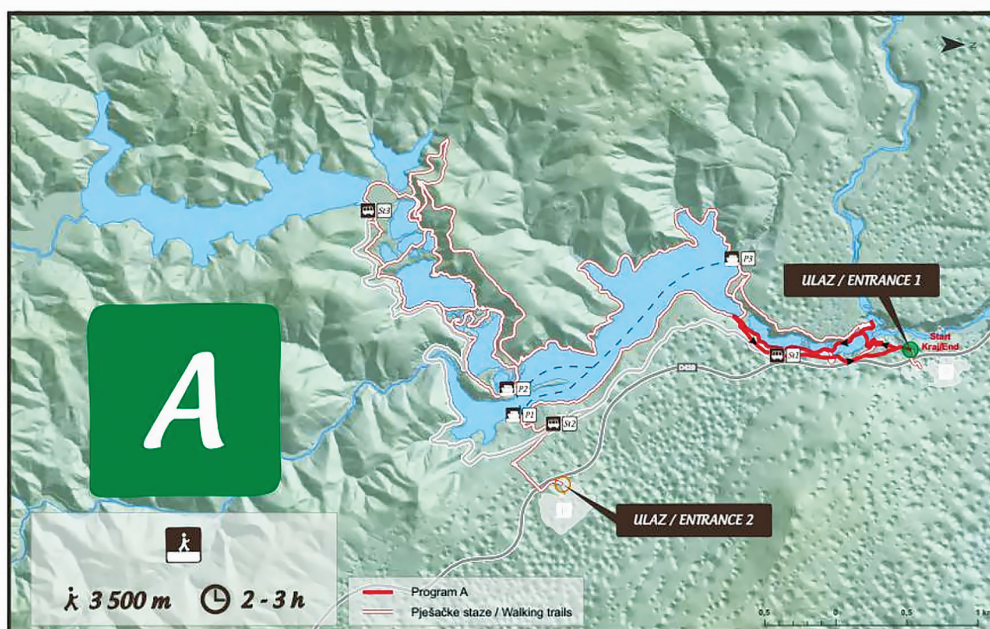 N
St3
P3
ULAZ / ENTRANCE 1
Start
Kraj/End
St1
D429
P2
P1
St2
A
ULAZ / ENTRANCE 2
3 500 m
2 - 3 h
Program A
Pješačke staze / Walking trails
0,5
0
0,5
1 km